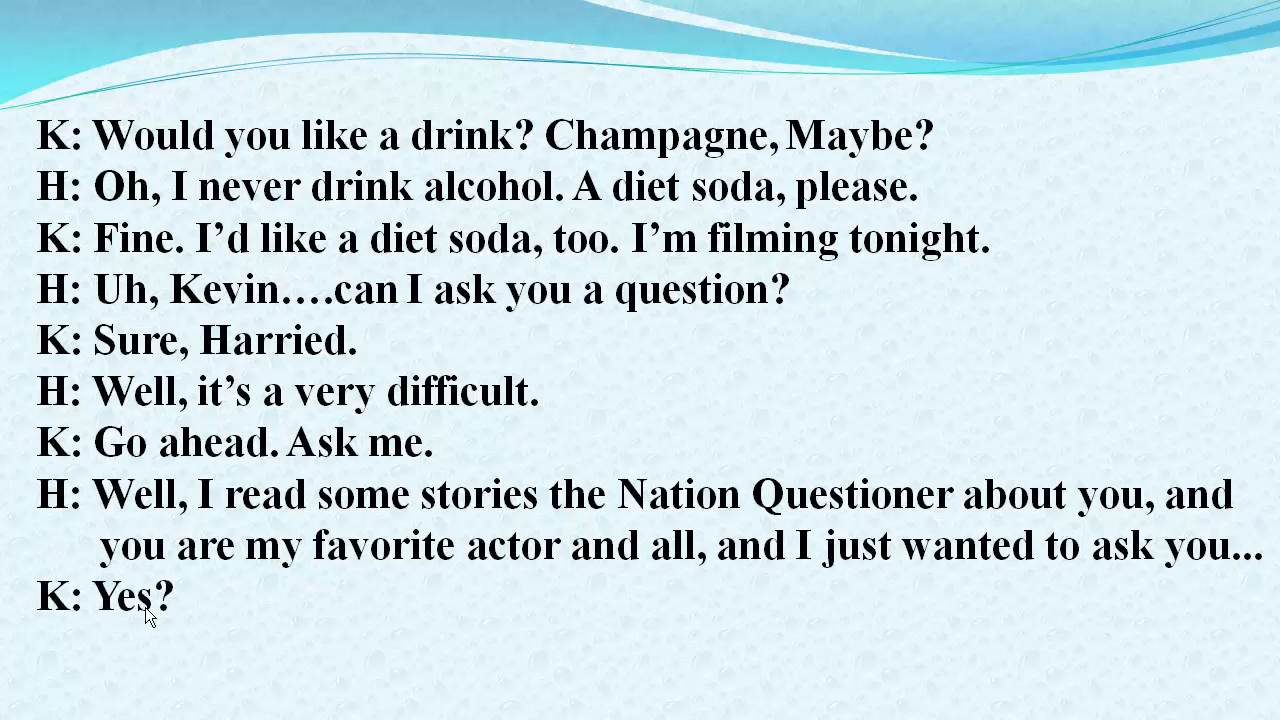 K: Would you like a drink? Champagne, Maybe?
H: Oh, I never drink alcohol. A diet soda, please.
K: Fine. I’d like a diet soda, too. I’m filming tonight.
H: Uh, Kevin….can I ask you a question?
K: Sure, Harried.
H: Well, it’s a very difficult.
K: Go ahead. Ask me.
H: Well, I read some stories the Nation Questioner about you, and
you are my favorite actor and all, and I just wanted to ask you...
K: Yes?